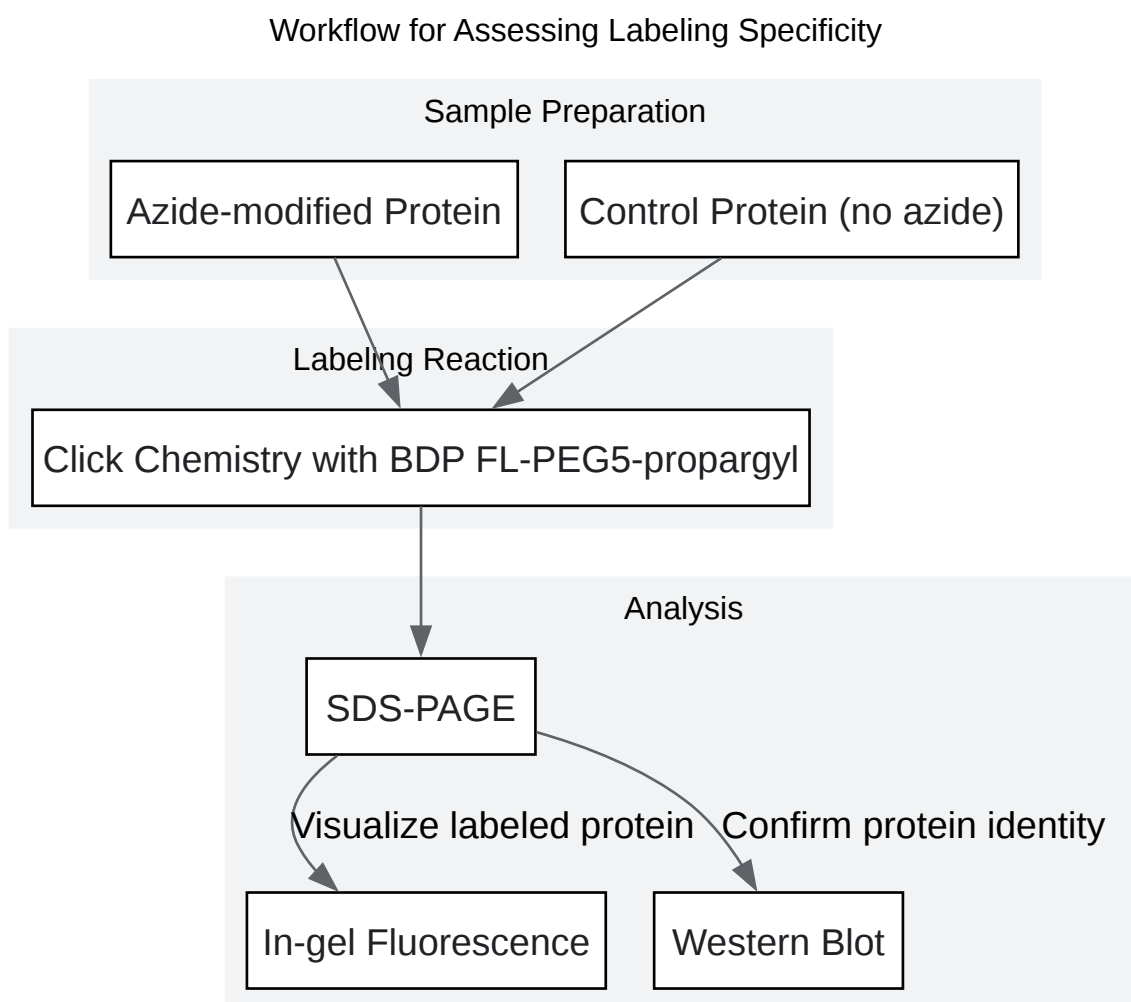 Workflow for Assessing Labeling Specificity
Sample Preparation
Azide-modified Protein
Control Protein (no azide)
Labeling Reaction
Click Chemistry with BDP FL-PEG5-propargyl
Analysis
SDS-PAGE
Visualize labeled protein
Confirm protein identity
In-gel Fluorescence
Western Blot